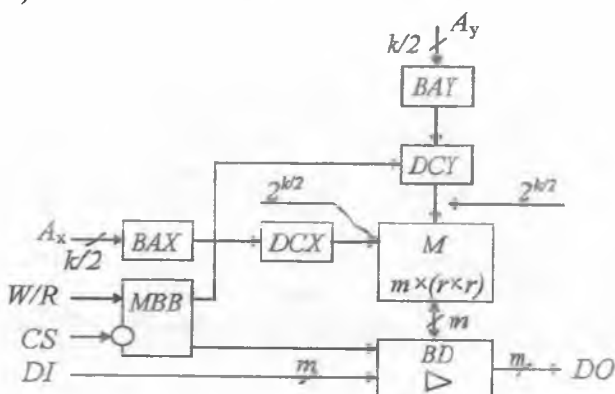 )
k/2 A_y
BAY
DCY
2^{k/2} 2^{k/2}
A_x k/2 BAX DCX M
m×(r×r)
W/R MBB
m
CS BD
DI m ▷ m DO